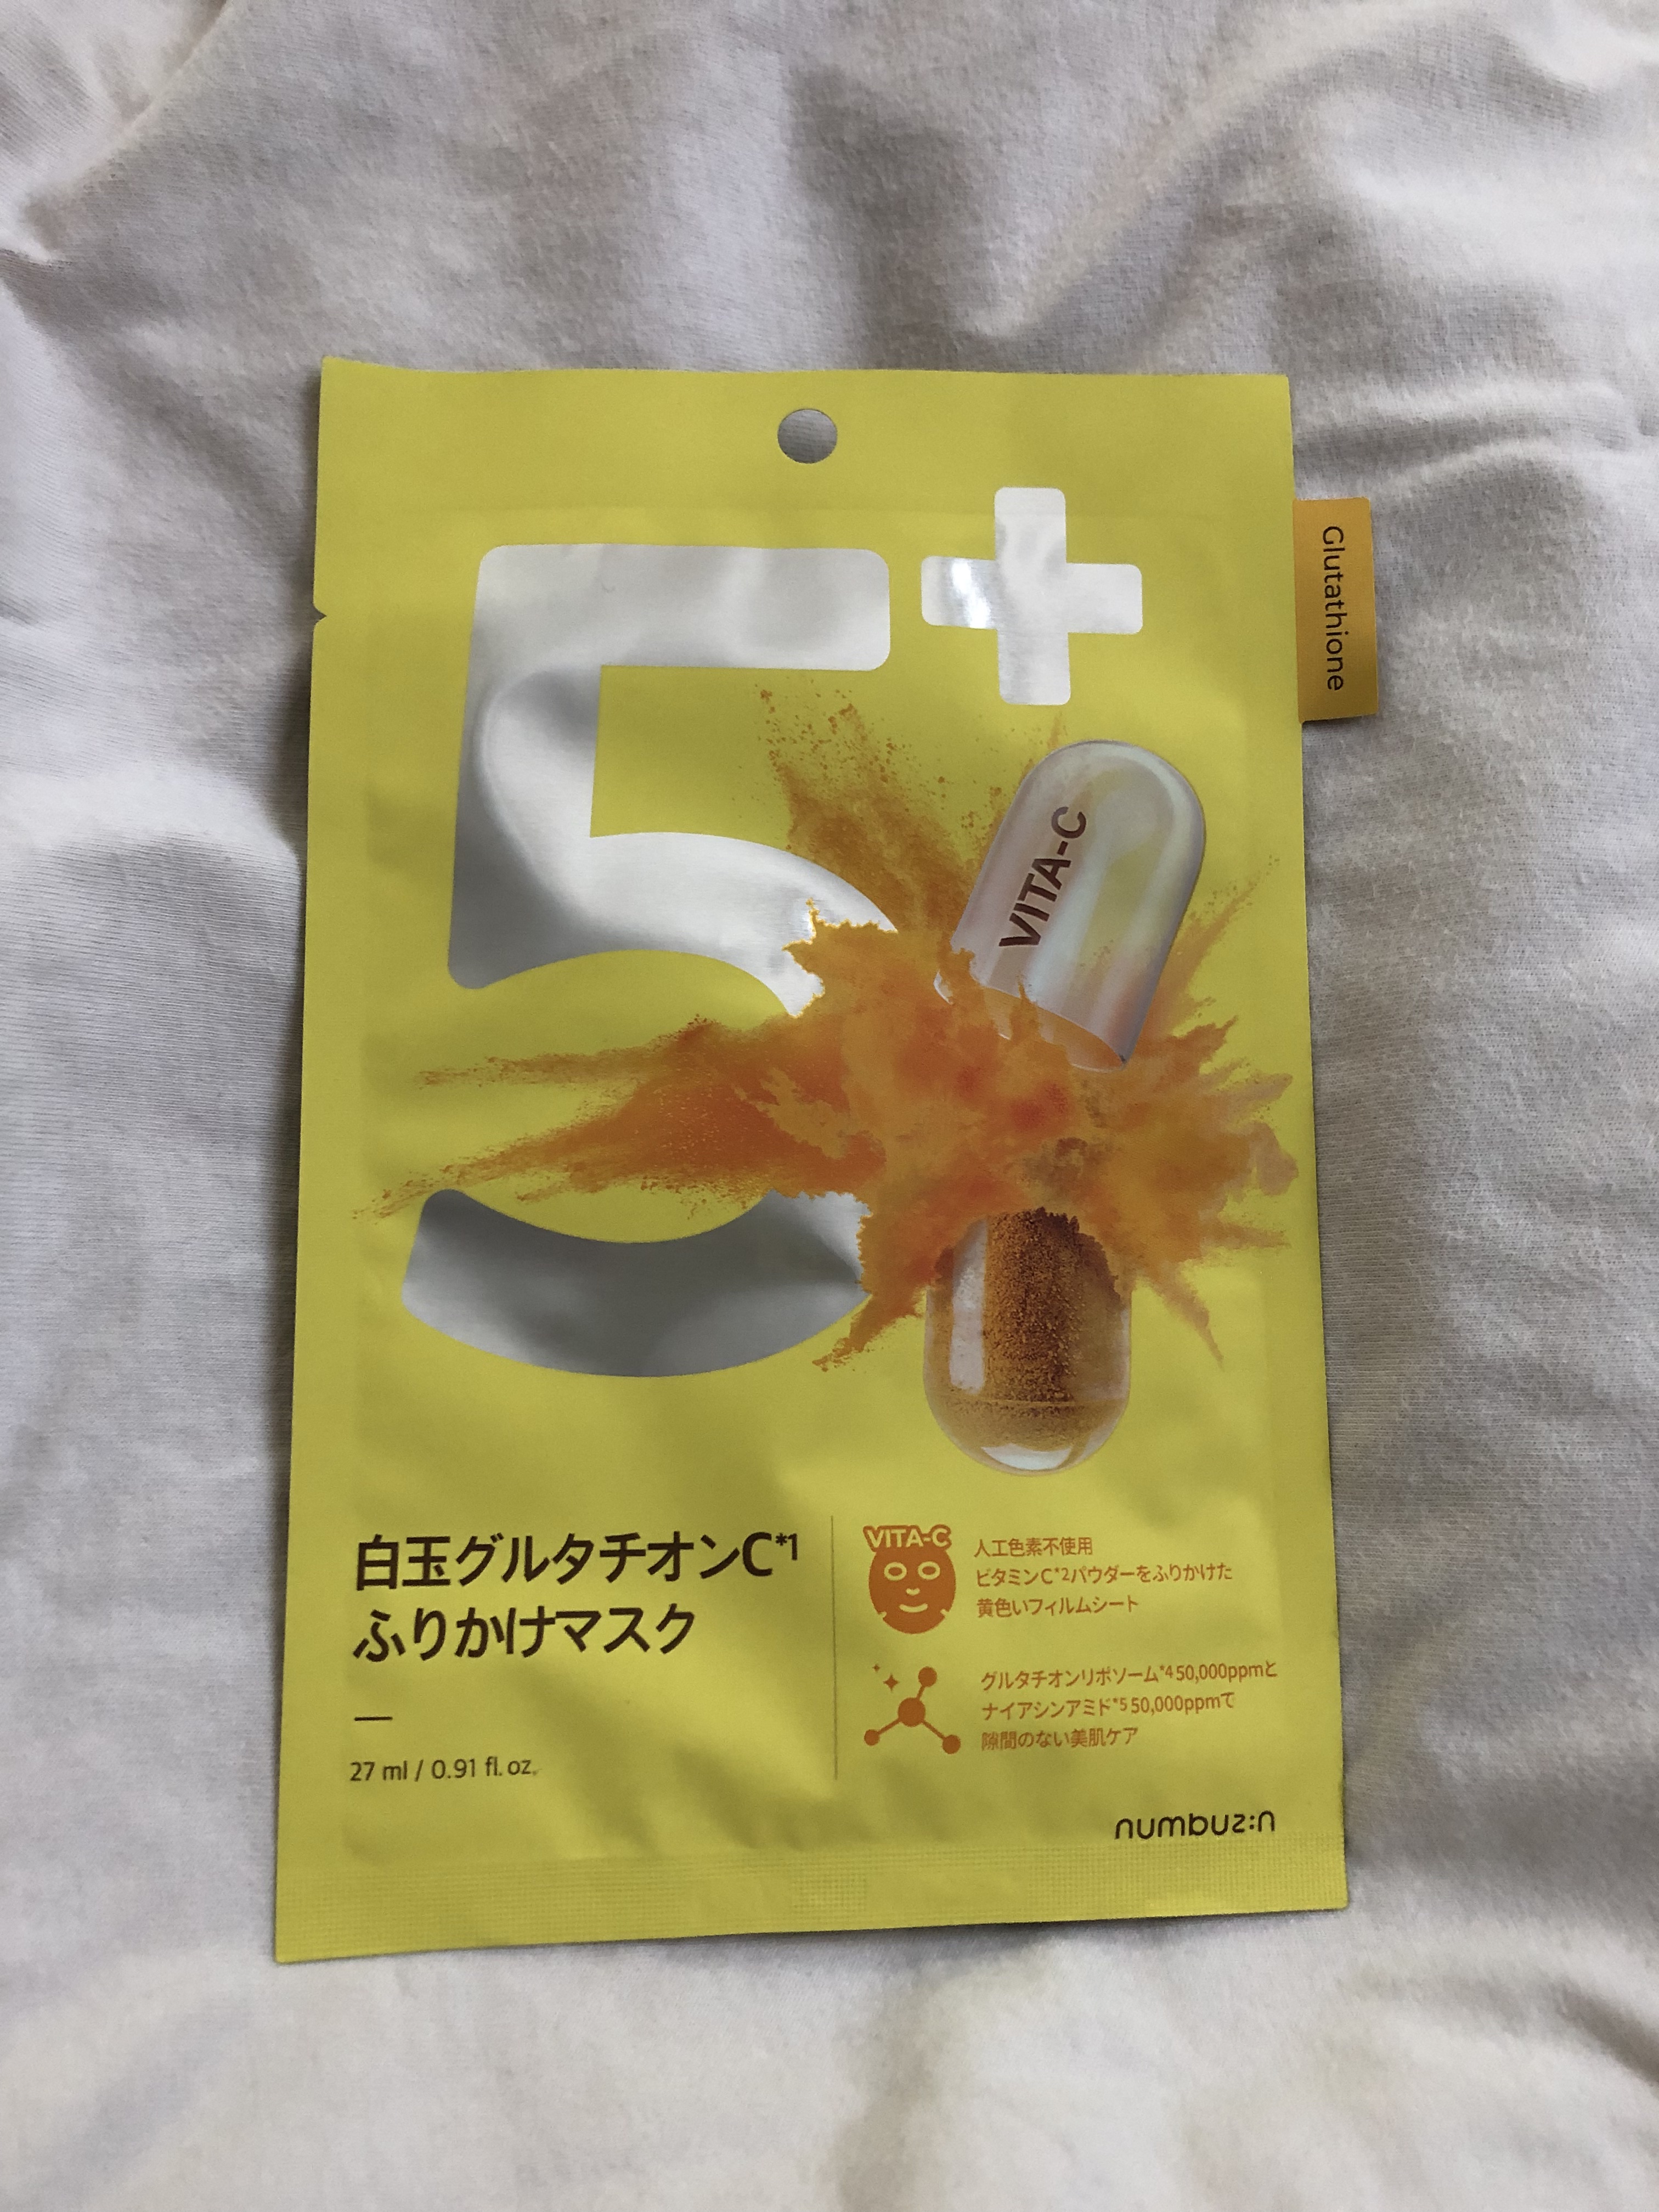 5+
Glutathione
VITA-C
白玉グルタチオンC*1
ふりかけマスク
27 ml / 0.91 fl. oz.
VITA-C
人工色素不使用
ビタミンC*2パウダーをふりかけた
黄色いフィルムシート
グルタチオンリポソーム*4 50,000ppmと
ナイアシンアミド*5 50,000ppmで
隙間のない美肌ケア
numbuz:n